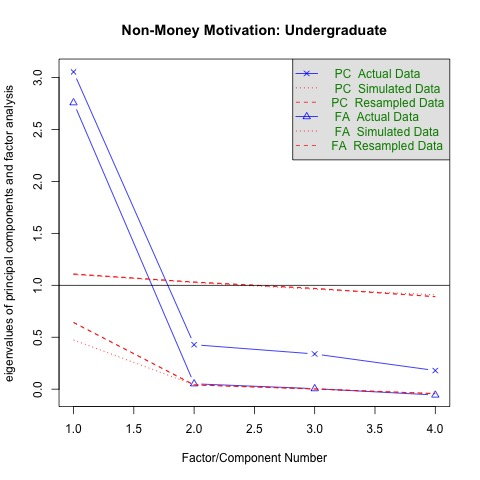 Non-Money Motivation: Undergraduate
eigenvalues of principal components and factor analysis
3.0
2.5
2.0
1.5
1.0
0.5
0.0
PC Actual Data
PC Simulated Data
PC Resampled Data
FA Actual Data
FA Simulated Data
FA Resampled Data
1.0 1.5 2.0 2.5 3.0 3.5 4.0
Factor/Component Number